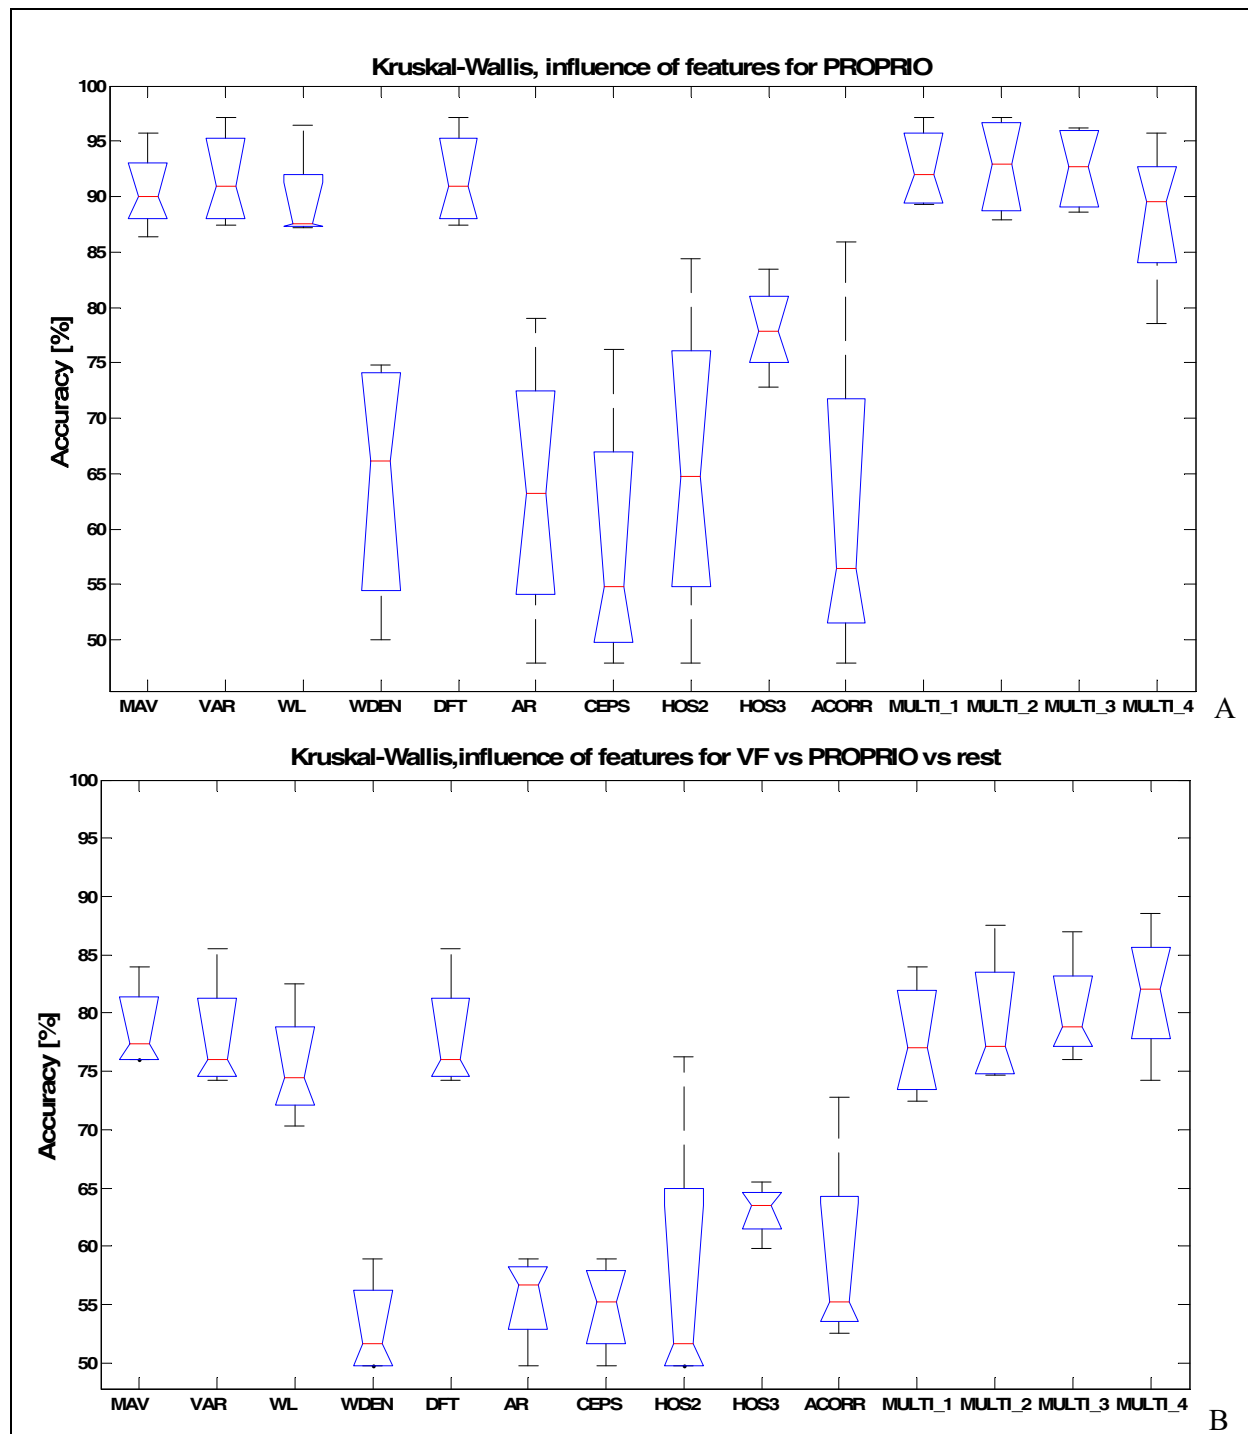 Kruskal-Wallis, influence of features for PROPRIO
Accuracy [%]
100
95
90
85
80
75
70
65
60
55
50
MAV VAR WL WDEN DFT AR CEPS HOS2 HOS3 ACORR MULTI_1 MULTI_2 MULTI_3 MULTI_4
A
Kruskal-Wallis,influence of features for VF vs PROPRIO vs rest
Accuracy [%]
100
95
90
85
80
75
70
65
60
55
50
MAV VAR WL WDEN DFT AR CEPS HOS2 HOS3 ACORR MULTI_1 MULTI_2 MULTI_3 MULTI_4
B